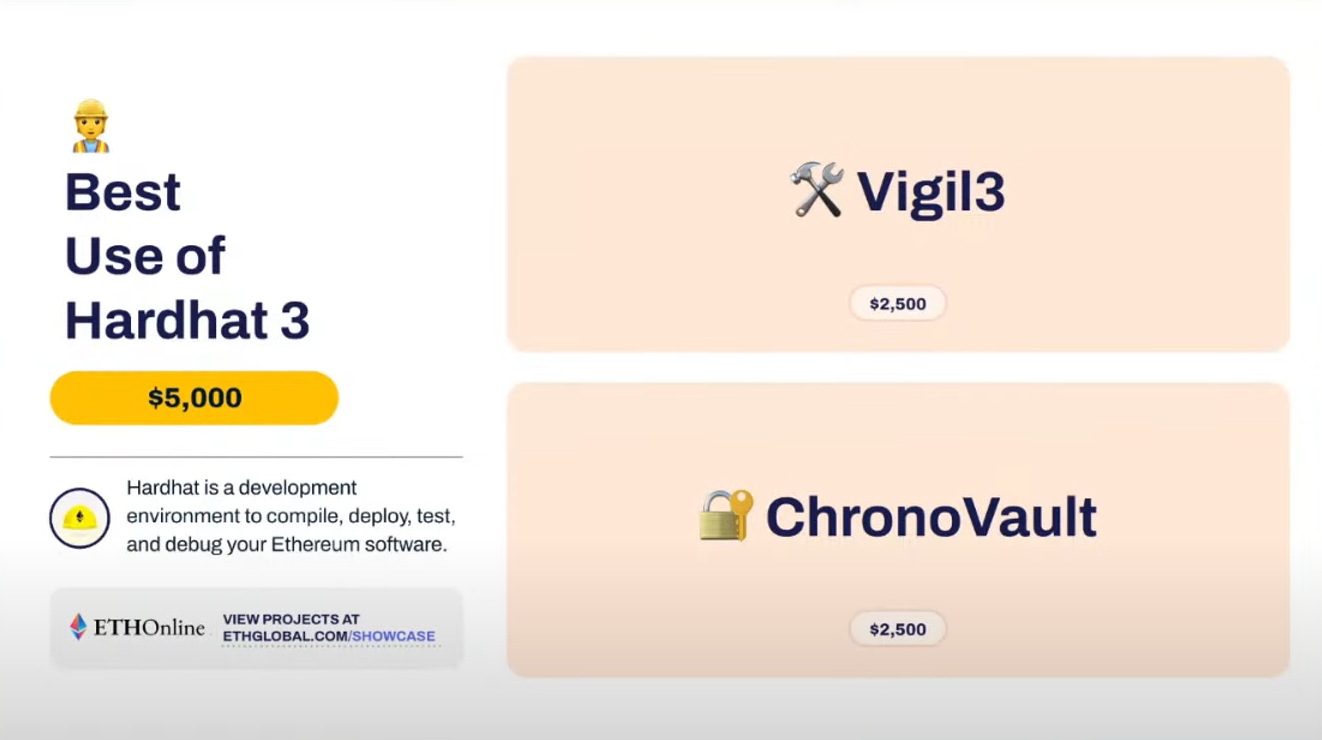 Best
Use of
Hardhat 3
$5,000
Hardhat is a development
environment to compile, deploy, test,
and debug your Ethereum software.
ETHOnline
VIEW PROJECTS AT
ETHGLOBAL.COM/SHOWCASE
Vigil3
$2,500
ChronoVault
$2,500